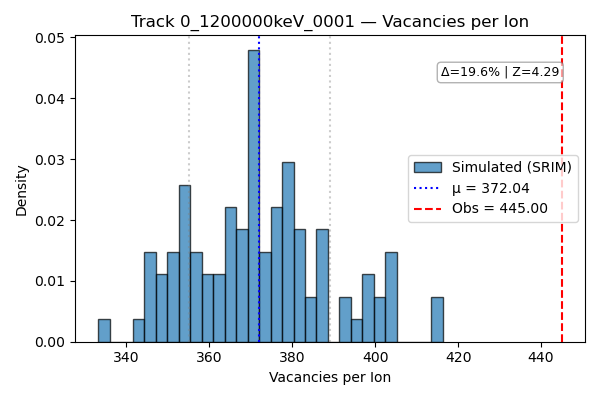 Track 0_1200000keV_0001 — Vacancies per Ion
0.05
0.04
0.03
0.02
0.01
0.00
Density
Δ=19.6% | Z=4.29
Simulated (SRIM)
μ = 372.04
Obs = 445.00
340
360
380
400
420
440
Vacancies per Ion